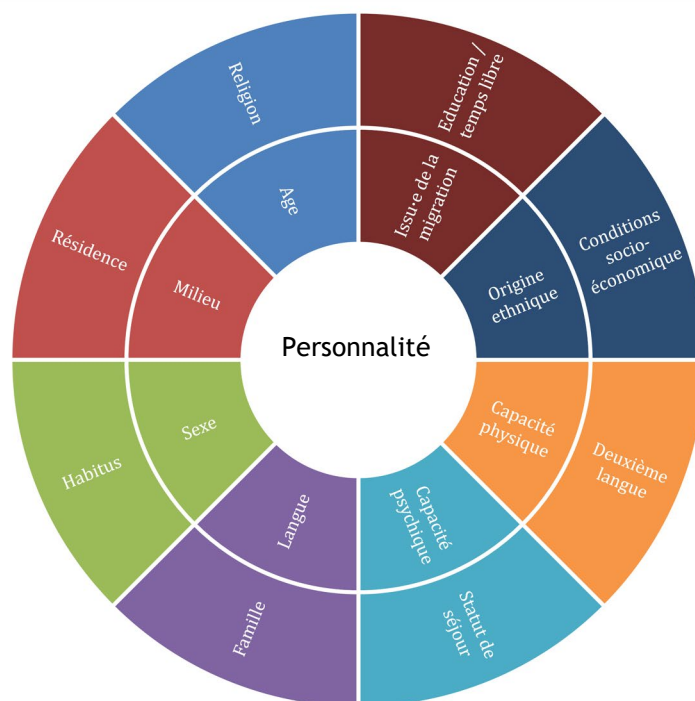 Religion
Education /
temps libre
Age
Issu·e de la
migration
Conditions
socio-
économique
Résidence
Milieu
Origine
ethnique
Personnalité
Habitus
Sexe
Capacité
physique
Deuxième
langue
Langue
Capacité
psychique
Famille
Statut de
séjour